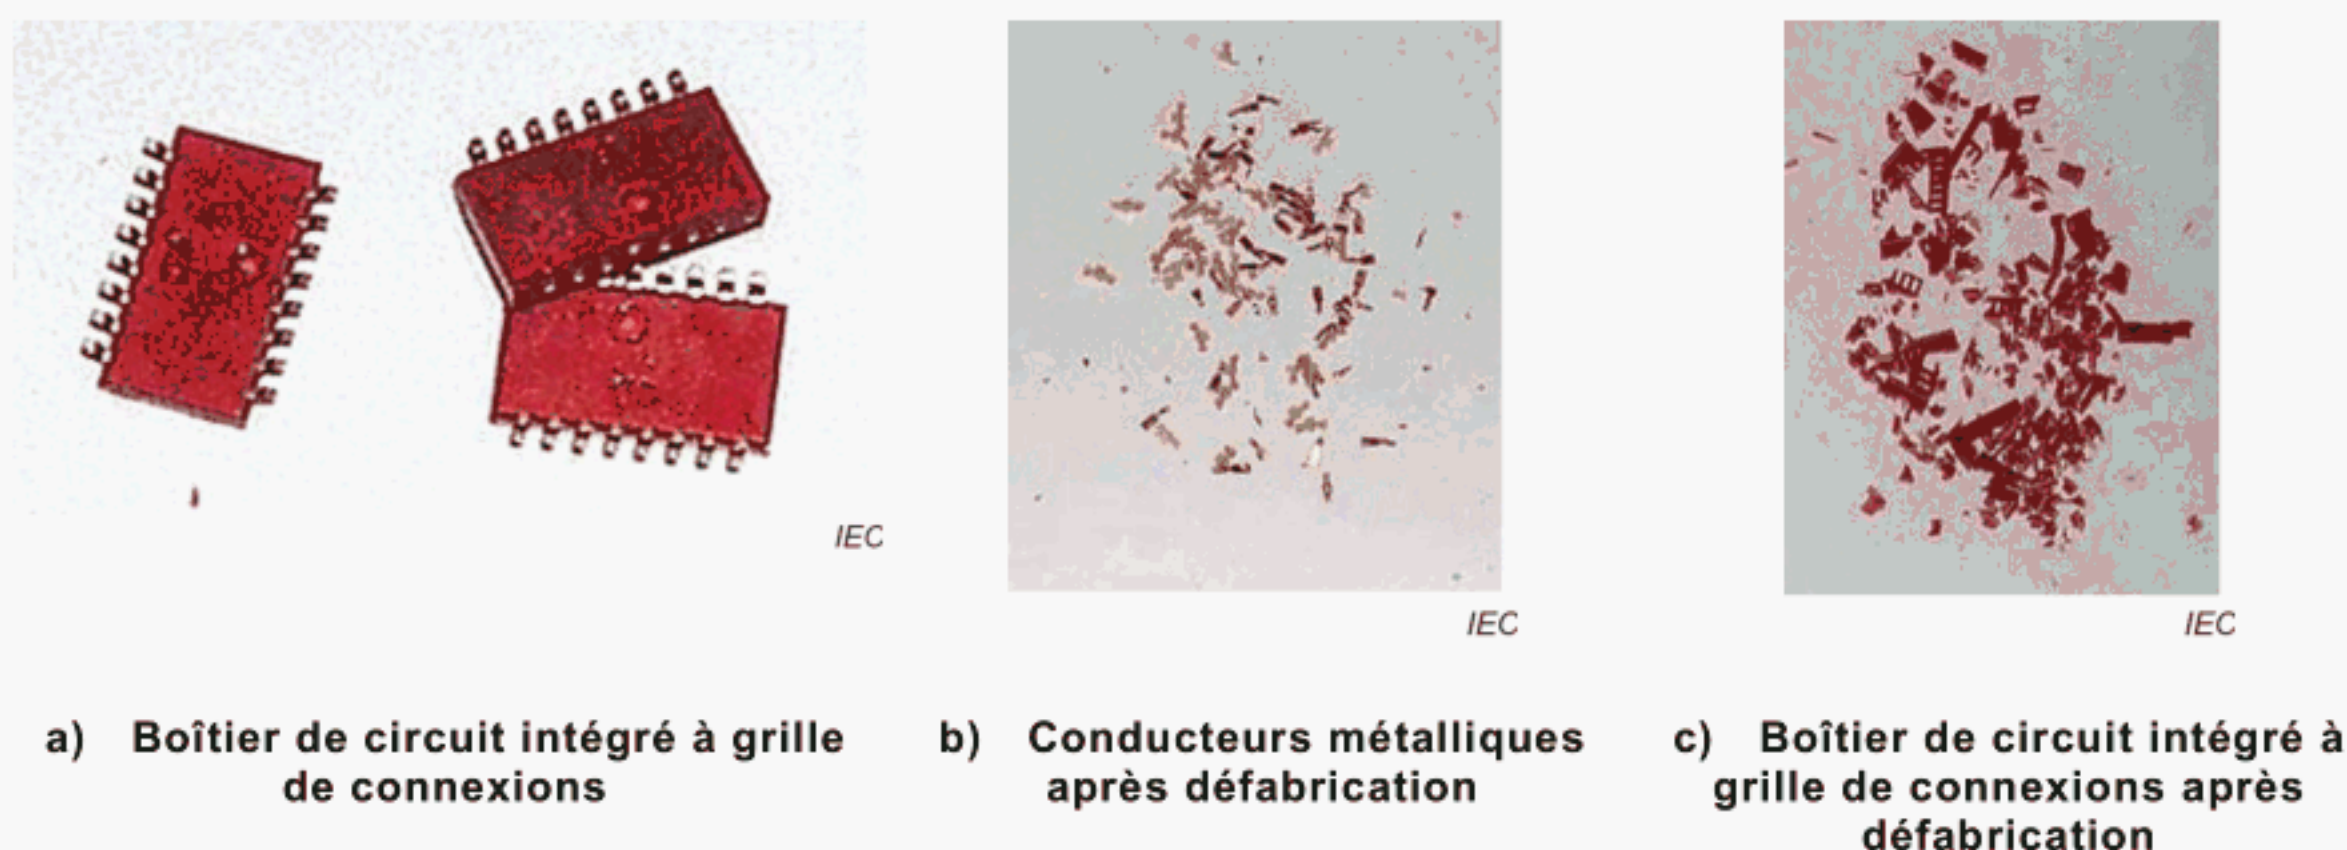 IEC
IEC
IEC
a) Boîtier de circuit intégré à grille
de connexions
b) Conducteurs métalliques
après défabrication
c) Boîtier de circuit intégré à
grille de connexions après
défabrication